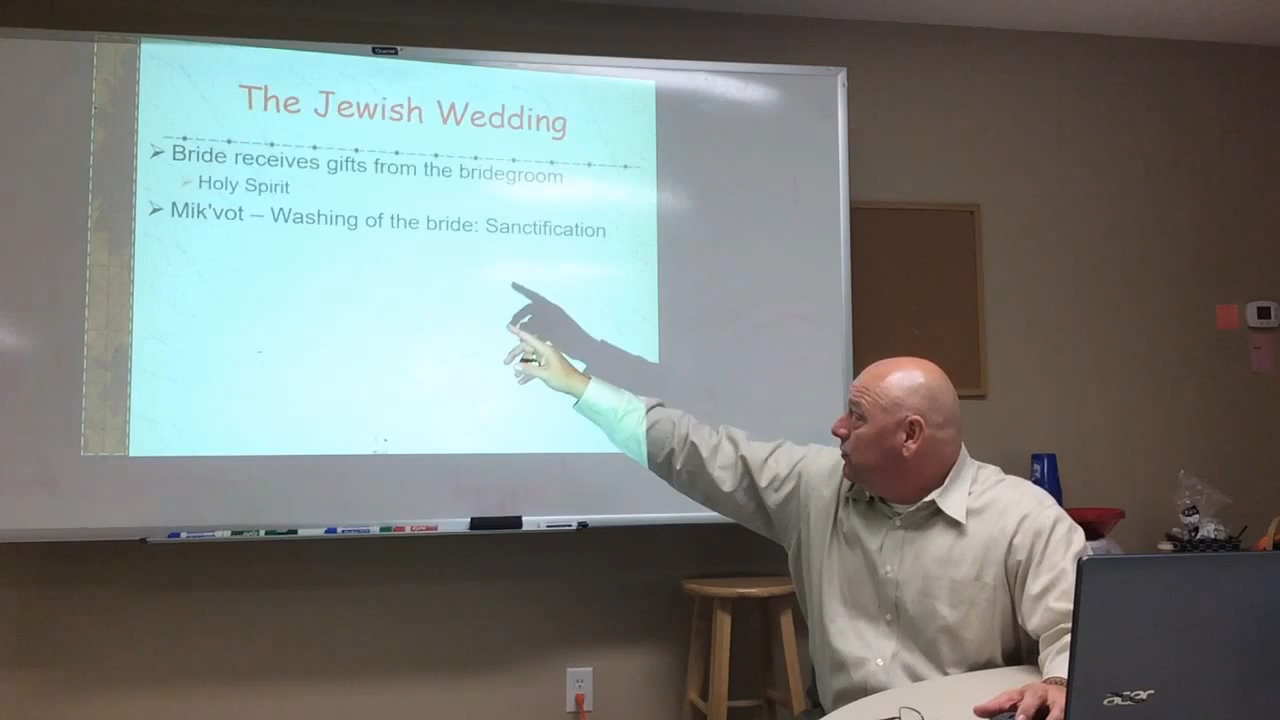 The Jewish Wedding
Bride receives gifts from the bridegroom
Holy Spirit
Mik'vot – Washing of the bride: Sanctification
acer